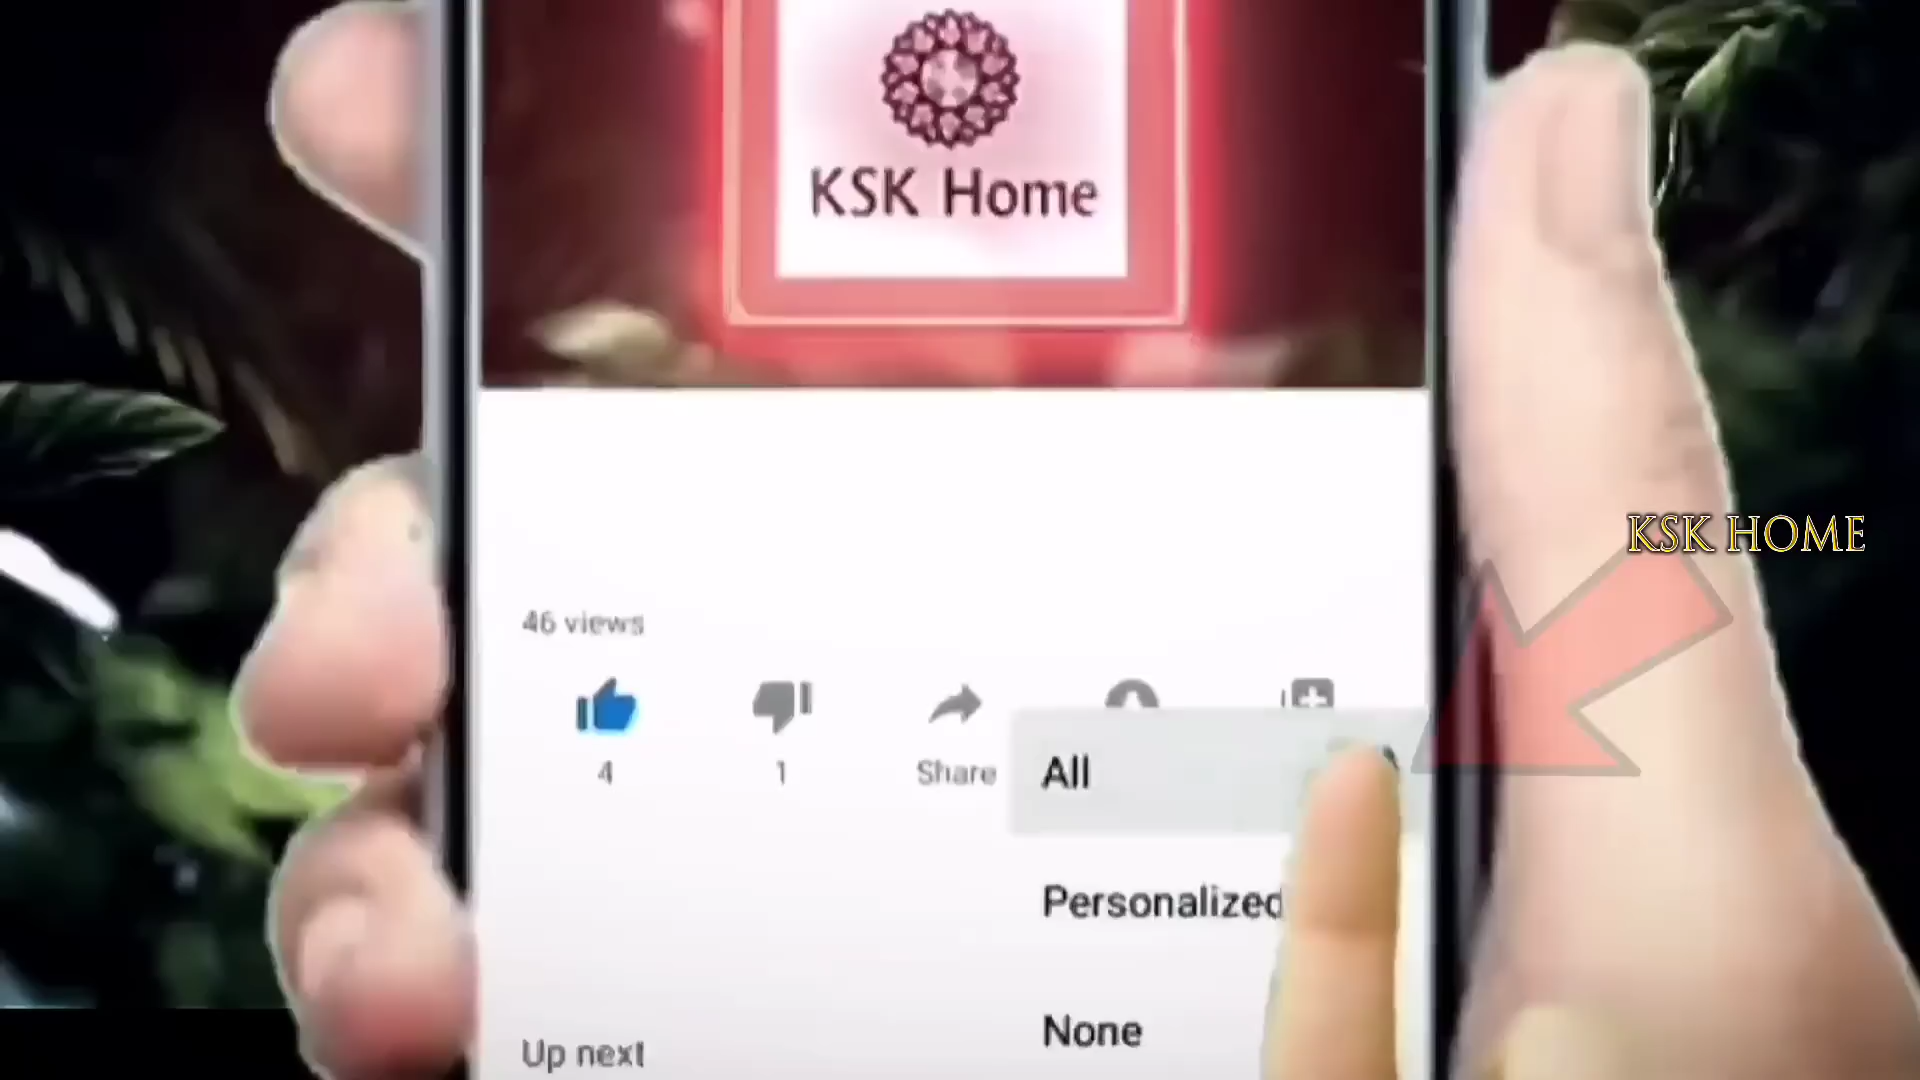 KSK Home
KSK HOME
46 views
4
1
Share
All
Personalized
None
Up next